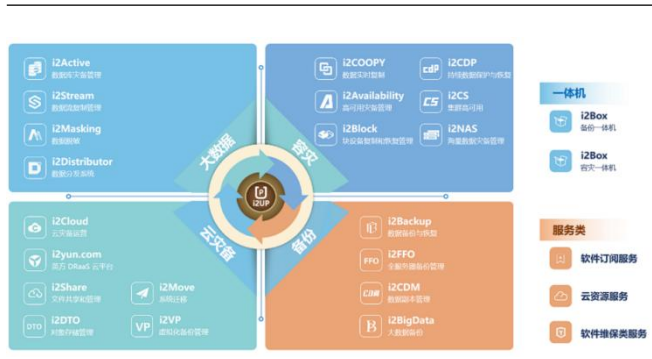 i2Active
数据库灾备管理
i2Stream
数据流复制管理
i2Masking
数据脱敏
i2Distributor
数据分发系统
大数据
i2COOPY
数据实时复制
i2CDP
持续数据保护与恢复
i2Availability
高可用灾备管理
i2CS
集群高可用
i2Block
块设备复制和恢复管理
i2NAS
海量数据灾备管理
容灾
i2UP
i2Cloud
云灾备运营
i2yun.com
英方 DRaaS 云平台
i2Share
文件共享和管理
i2Move
系统迁移
i2DTO
对象存储管理
i2VP
虚拟化备份管理
云灾备
i2Backup
数据备份与恢复
i2FFO
全服务器备份管理
i2CDM
数据副本管理
i2BigData
大数据备份
备份
一体机
i2Box
备份一体机
i2Box
容灾一体机
服务类
软件订阅服务
云资源服务
软件维保类服务